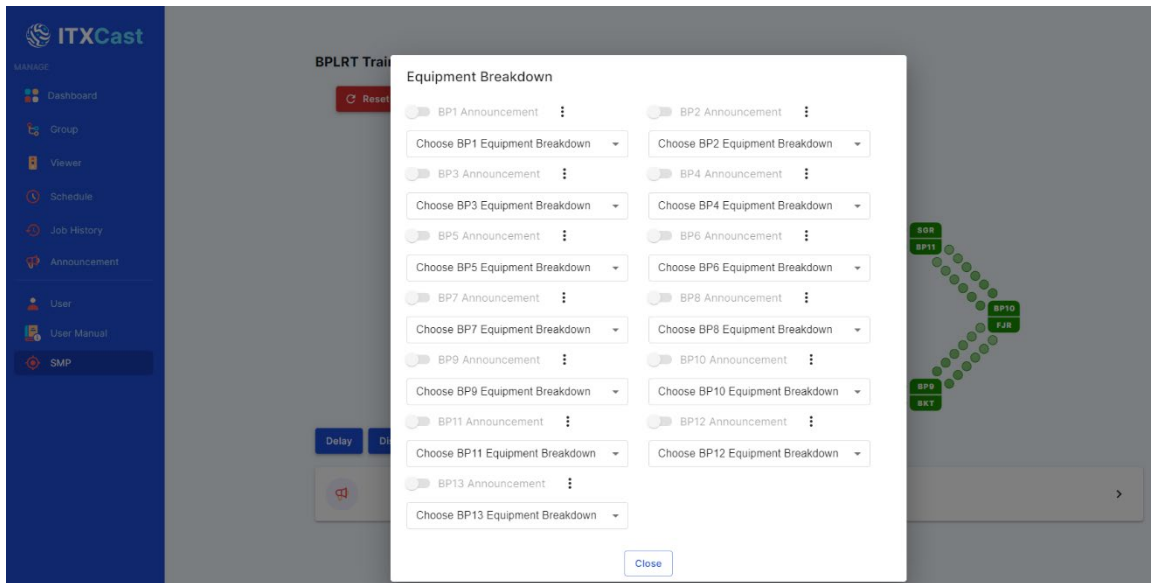 ITXCast
MANAGE
Dashboard
Group
Viewer
Schedule
Job History
Announcement
User
User Manual
SMP
BPLRT Trai
Reset
Equipment Breakdown
BP1 Announcement
BP2 Announcement
Choose BP1 Equipment Breakdown
Choose BP2 Equipment Breakdown
BP3 Announcement
BP4 Announcement
Choose BP3 Equipment Breakdown
Choose BP4 Equipment Breakdown
BP5 Announcement
BP6 Announcement
Choose BP5 Equipment Breakdown
Choose BP6 Equipment Breakdown
BP7 Announcement
BP8 Announcement
Choose BP7 Equipment Breakdown
Choose BP8 Equipment Breakdown
BP9 Announcement
BP10 Announcement
Choose BP9 Equipment Breakdown
Choose BP10 Equipment Breakdown
BP11 Announcement
BP12 Announcement
Choose BP11 Equipment Breakdown
Choose BP12 Equipment Breakdown
BP13 Announcement
Choose BP13 Equipment Breakdown
Close
Delay
Di
SGR
BP11
BP10
FJR
BP9
BKT